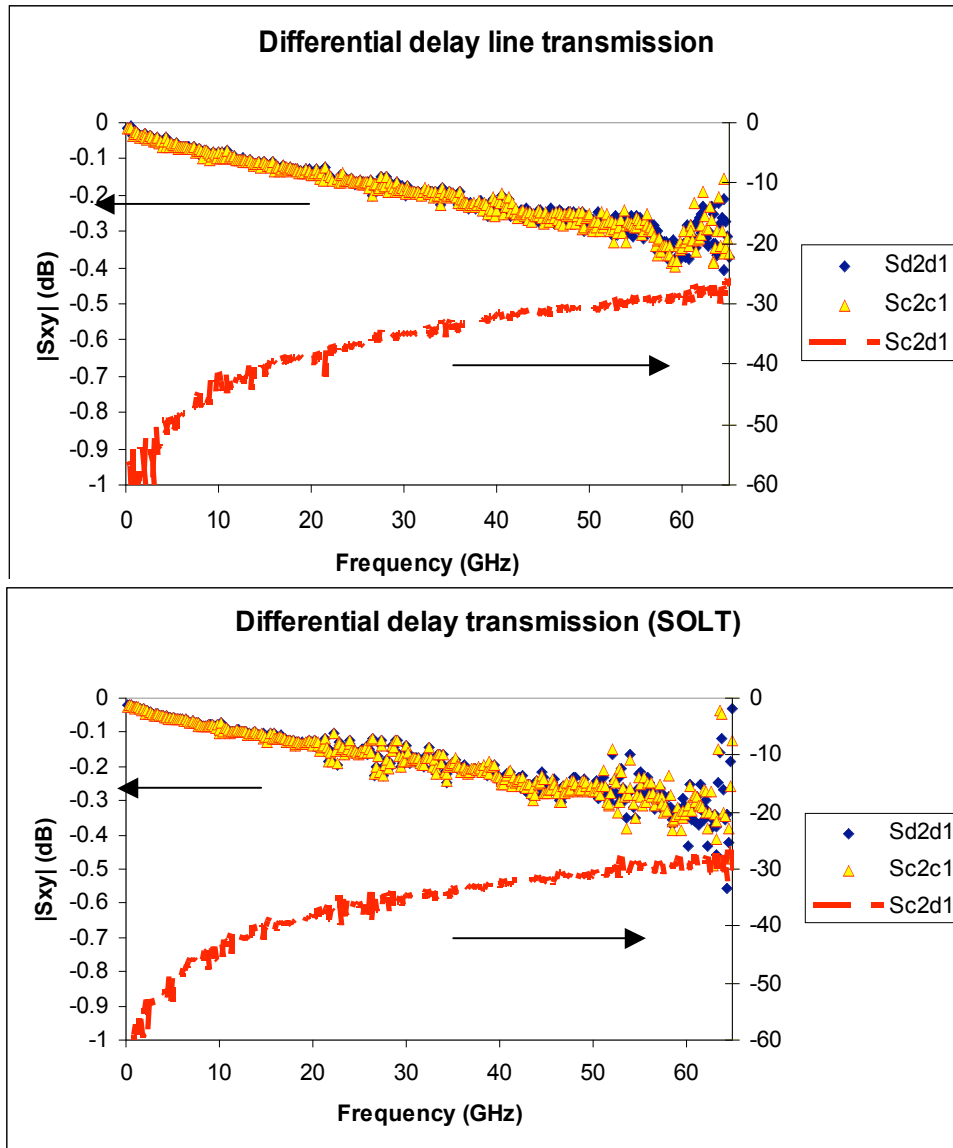 Differential delay line transmission
|Sxy| (dB)
0
-0.1
-0.2
-0.3
-0.4
-0.5
-0.6
-0.7
-0.8
-0.9
-1
0
-10
-20
-30
-40
-50
-60
0 10 20 30 40 50 60
Frequency (GHz)
Sd2d1
Sc2c1
Sc2d1
Differential delay transmission (SOLT)
|Sxy| (dB)
0
-0.1
-0.2
-0.3
-0.4
-0.5
-0.6
-0.7
-0.8
-0.9
-1
0
-10
-20
-30
-40
-50
-60
0 10 20 30 40 50 60
Frequency (GHz)
Sd2d1
Sc2c1
Sc2d1